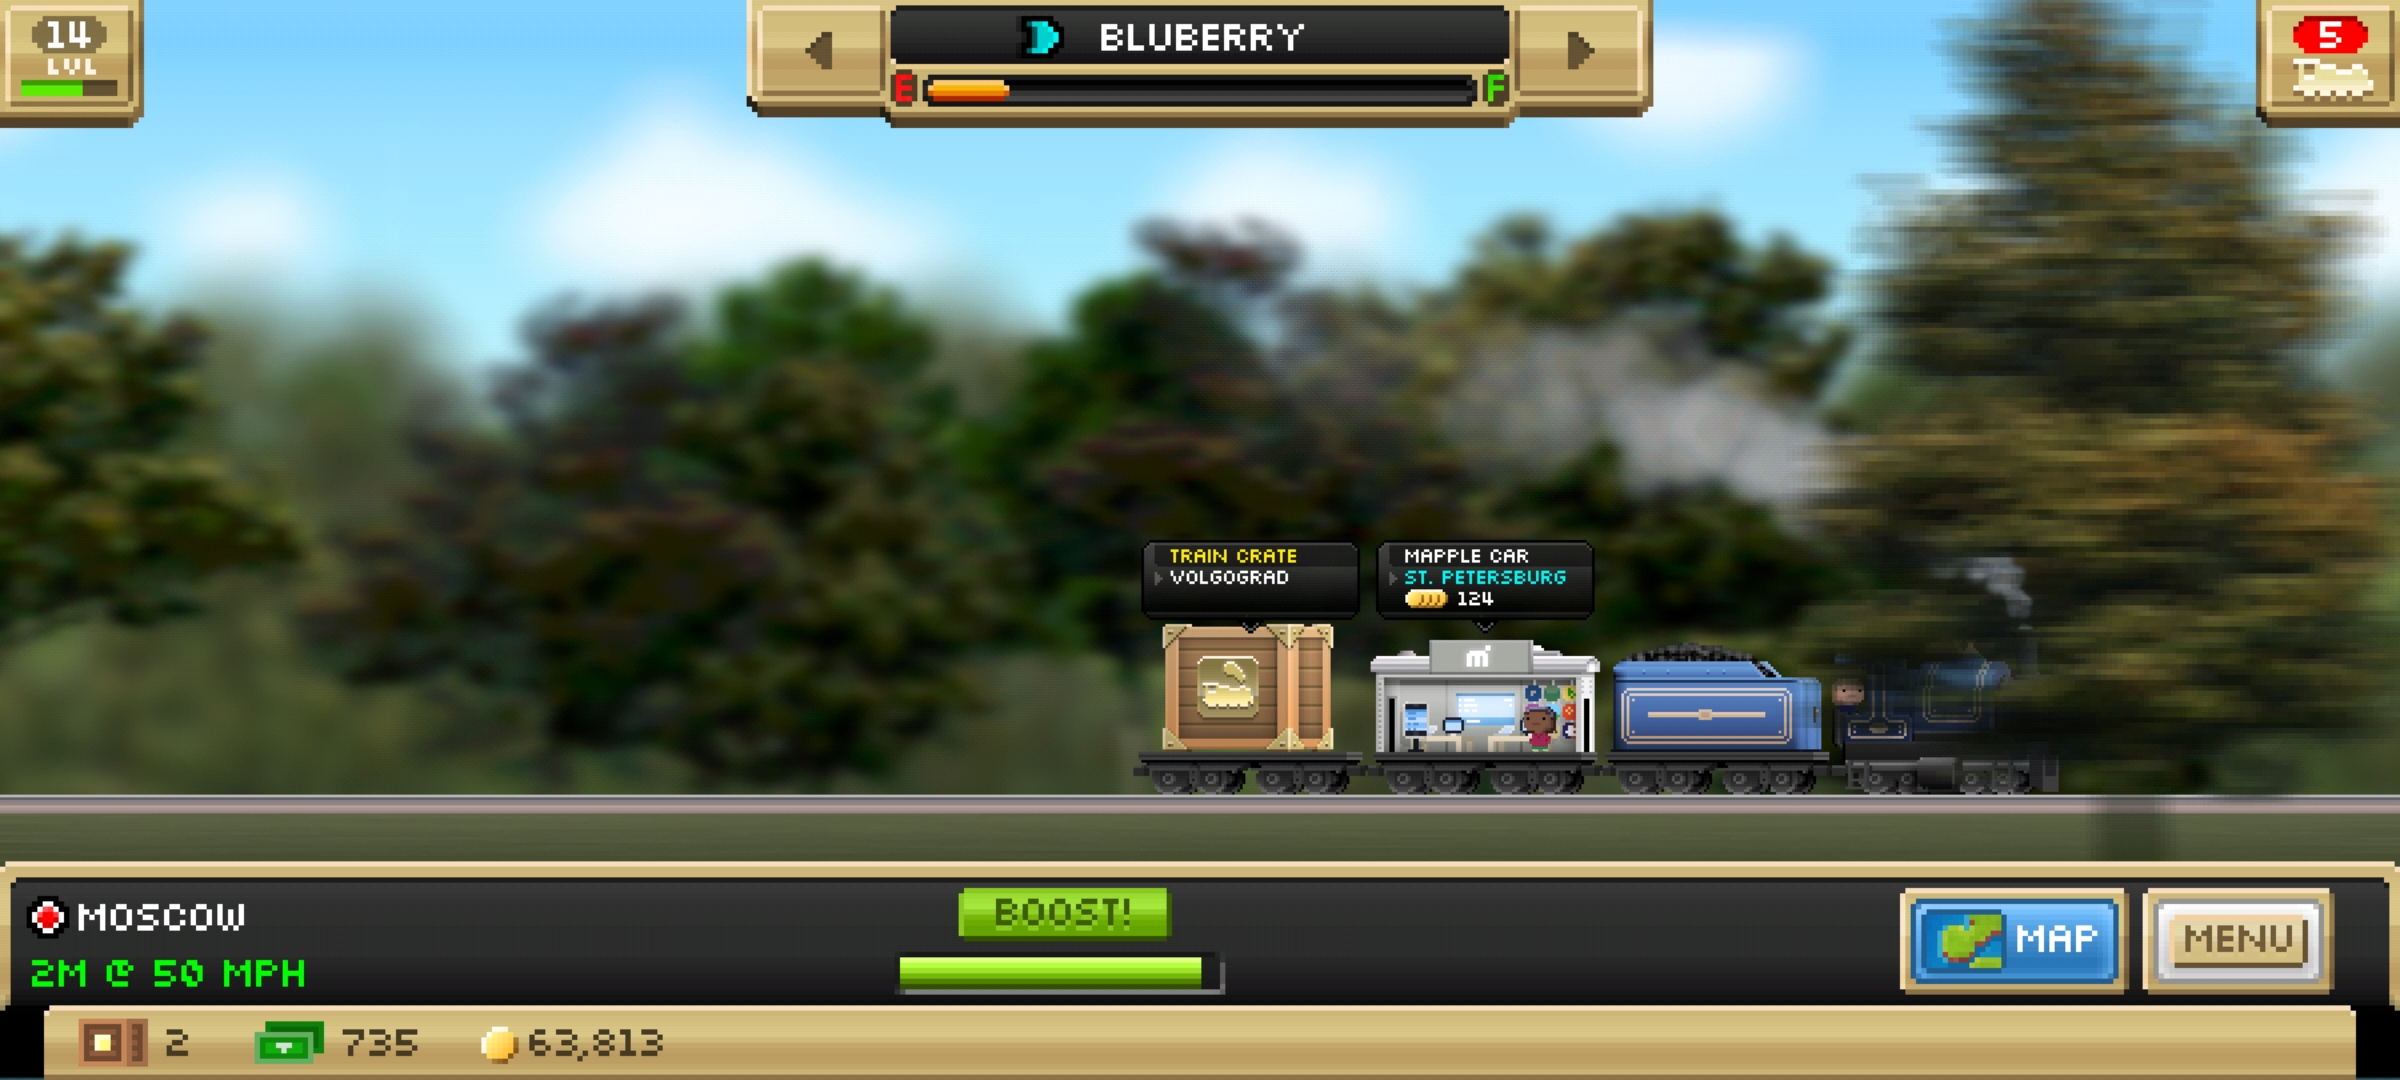 14
LVL
BLUBERRY
E
F
5
TRAIN CRATE
VOLGOGRAD
MAPPLE CAR
ST. PETERSBURG
124
m
MOSCOW
2M @ 50 MPH
BOOST!
MAP
MENU
2
735
63,813